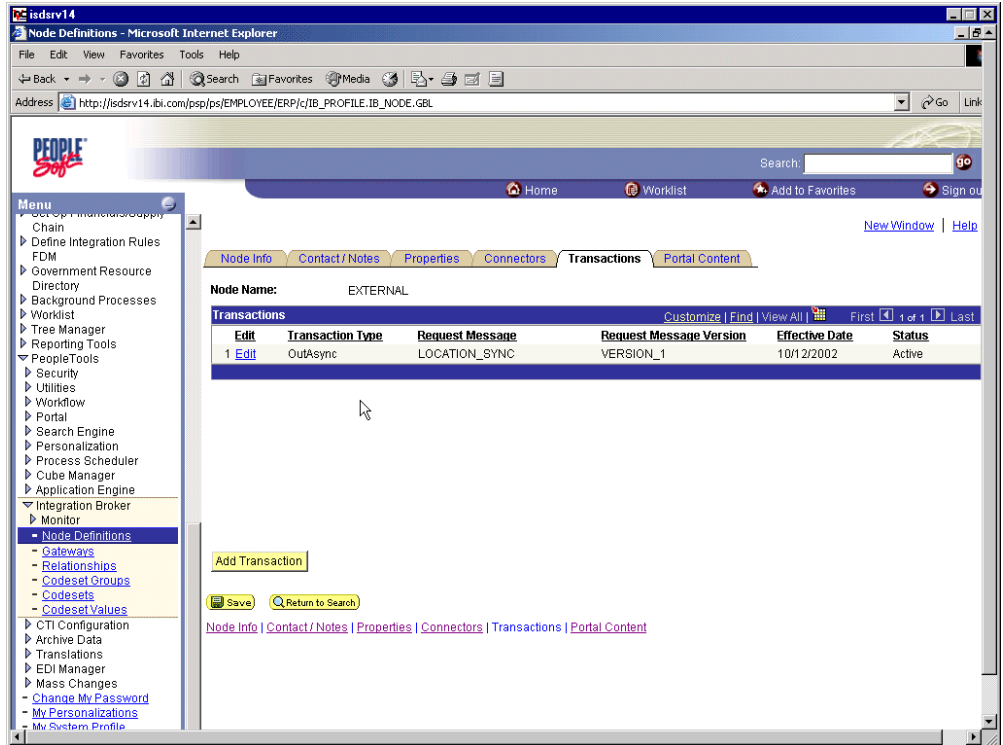 isdsrv14
Node Definitions - Microsoft Internet Explorer
File Edit View Favorites Tools Help
Back Search Favorites Media
Address http://isdsrv14.ibi.com/psp/ps/EMPLOYEE/ERP/c/IB_PROFILE.IB_NODE.GBL Go Link
PEOPLE
Soft
Search: go
Home Worklist Add to Favorites Sign ou
Menu
Set Up Financials/Supply
Chain
Define Integration Rules
FDM
Government Resource
Directory
Background Processes
Worklist
Tree Manager
Reporting Tools
PeopleTools
Security
Utilities
Workflow
Portal
Search Engine
Personalization
Process Scheduler
Cube Manager
Application Engine
Integration Broker
Monitor
- Node Definitions
- Gateways
- Relationships
- Codeset Groups
- Codesets
- Codeset Values
CTI Configuration
Archive Data
Translations
EDI Manager
Mass Changes
- Change My Password
- My Personalizations
- My System Profile
New Window | Help
Node Info Contact / Notes Properties Connectors Transactions Portal Content
Node Name: EXTERNAL
Transactions Customize | Find | View All | First 1 of 1 Last
Edit Transaction Type Request Message Request Message Version Effective Date Status
1 Edit OutAsync LOCATION_SYNC VERSION_1 10/12/2002 Active
Add Transaction
Save Return to Search
Node Info | Contact / Notes | Properties | Connectors | Transactions | Portal Content